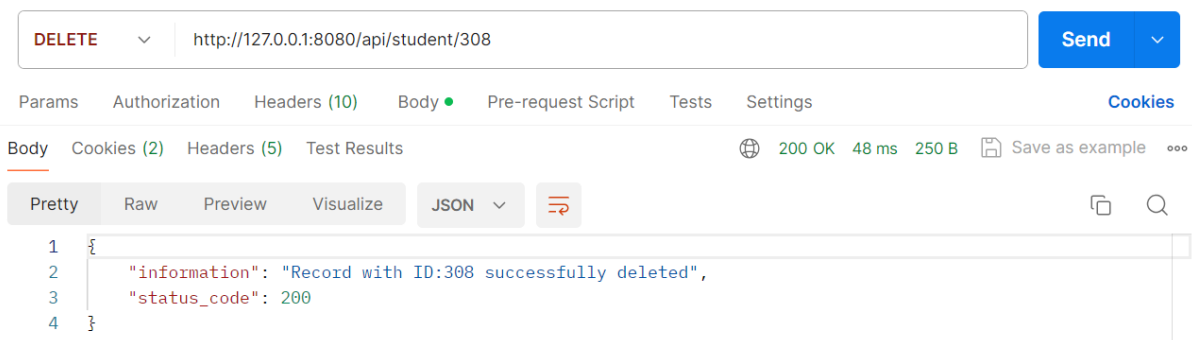 DELETE http://127.0.0.1:8080/api/student/308 Send
Params Authorization Headers (10) Body Pre-request Script Tests Settings Cookies
Body Cookies (2) Headers (5) Test Results 200 OK 48 ms 250 B Save as example
Pretty Raw Preview Visualize JSON
1 {
2 "information": "Record with ID:308 successfully deleted",
3 "status_code": 200
4 }